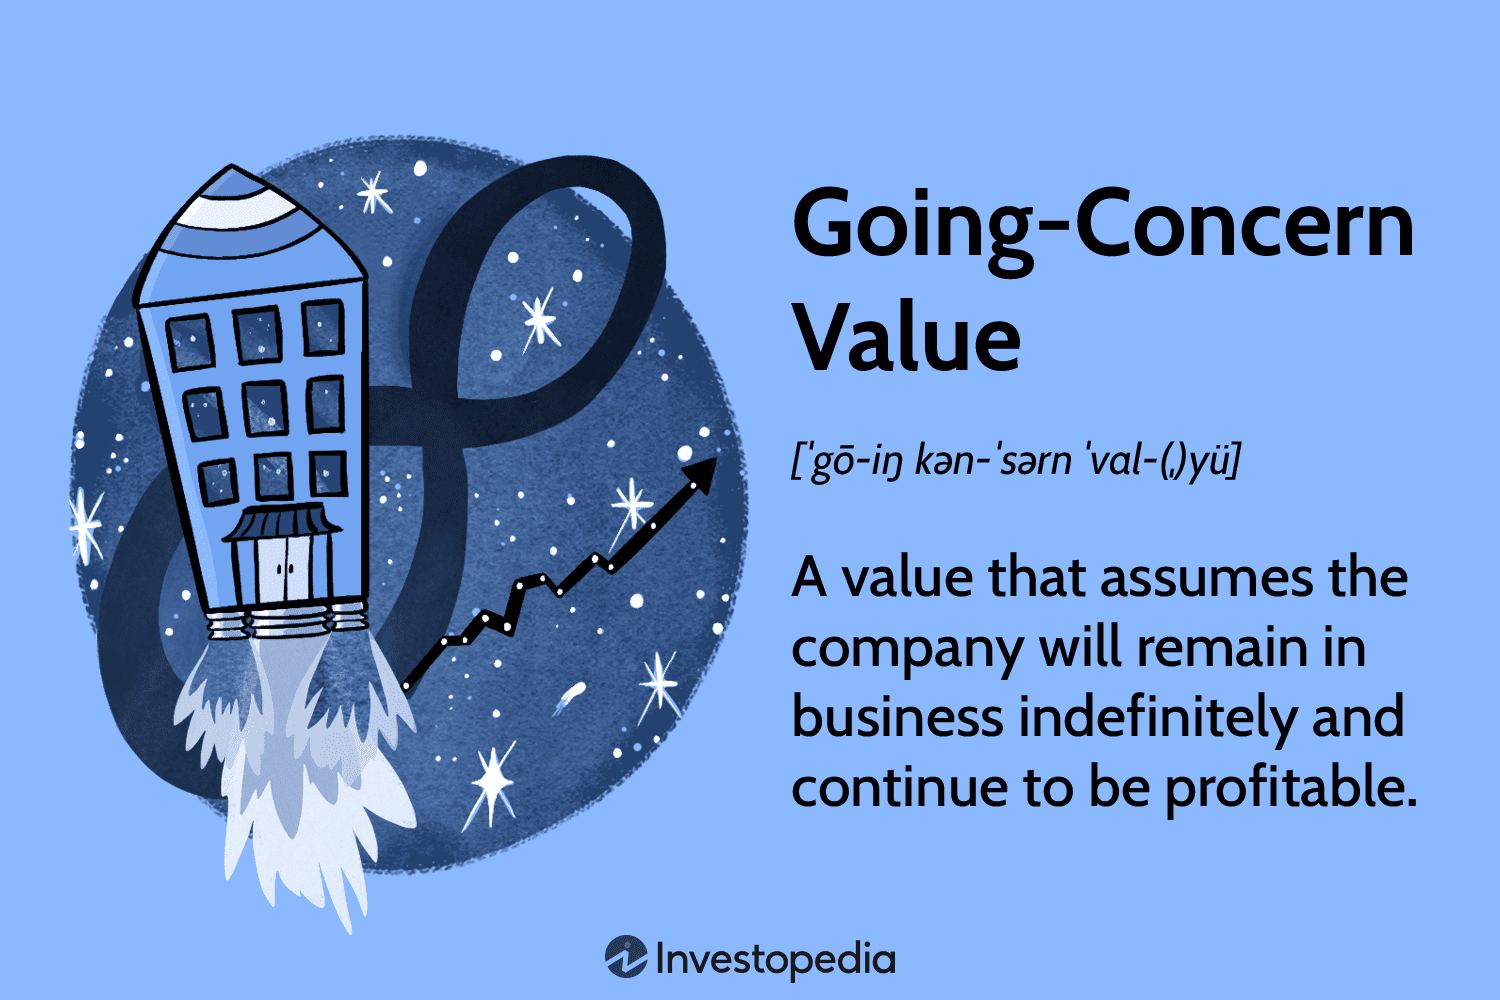 Going-Concern
Value
[ˈgō-iŋ kən-ˈsərn ˈval-(ˌ)yü]
A value that assumes the
company will remain in
business indefinitely and
continue to be profitable.
Investopedia